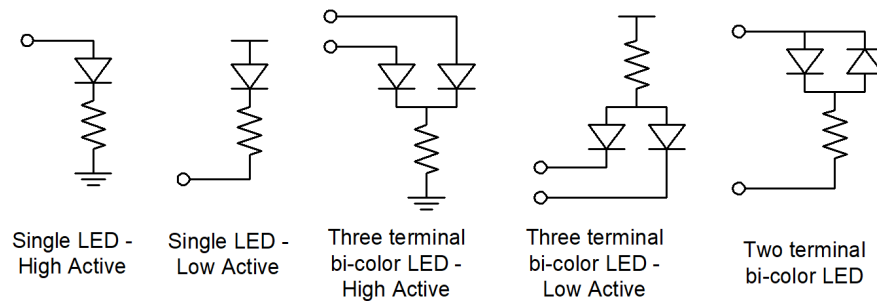 Single LED -
High Active
Single LED -
Low Active
Three terminal
bi-color LED -
High Active
Three terminal
bi-color LED -
Low Active
Two terminal
bi-color LED